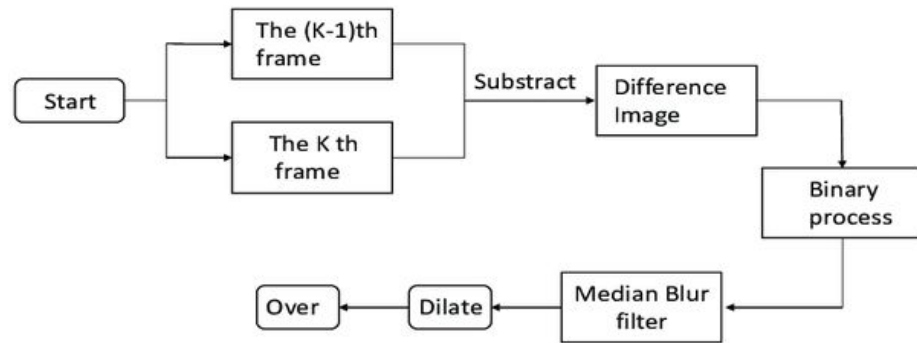 The (K-1)th
frame
Start
The K th
frame
Substract
Difference
Image
Binary
process
Median Blur
filter
Dilate
Over